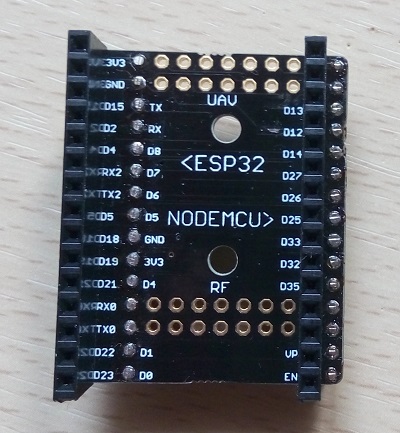 3V3
GND
UAV
D15 TX D13
D2 RX D12
D4 D8 D14
RX2 D7 <ESP32 D27
TX2 D6 D26
D5 D5 NODEMCU> D25
D18 GND D33
D19 3V3 D32
D21 D4 RF D35
RX0
TX0
D22 D1 VP
D23 D0 EN